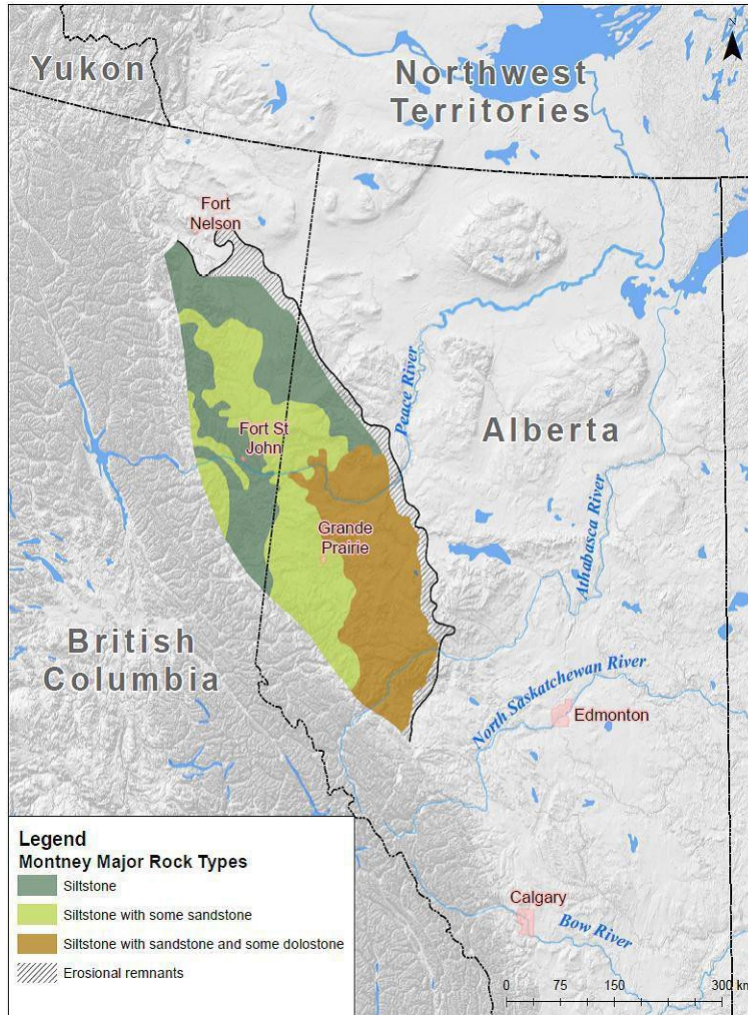 Yukon
Northwest
Territories
N
Fort
Nelson
Peace River
Fort St
John
Alberta
Grande
Prairie
Athabasca River
British
Columbia
North Saskatchewan River
Edmonton
Calgary
Bow River
Legend
Montney Major Rock Types
Siltstone
Siltstone with some sandstone
Siltstone with sandstone and some dolostone
Erosional remnants
0 75 150 300 km